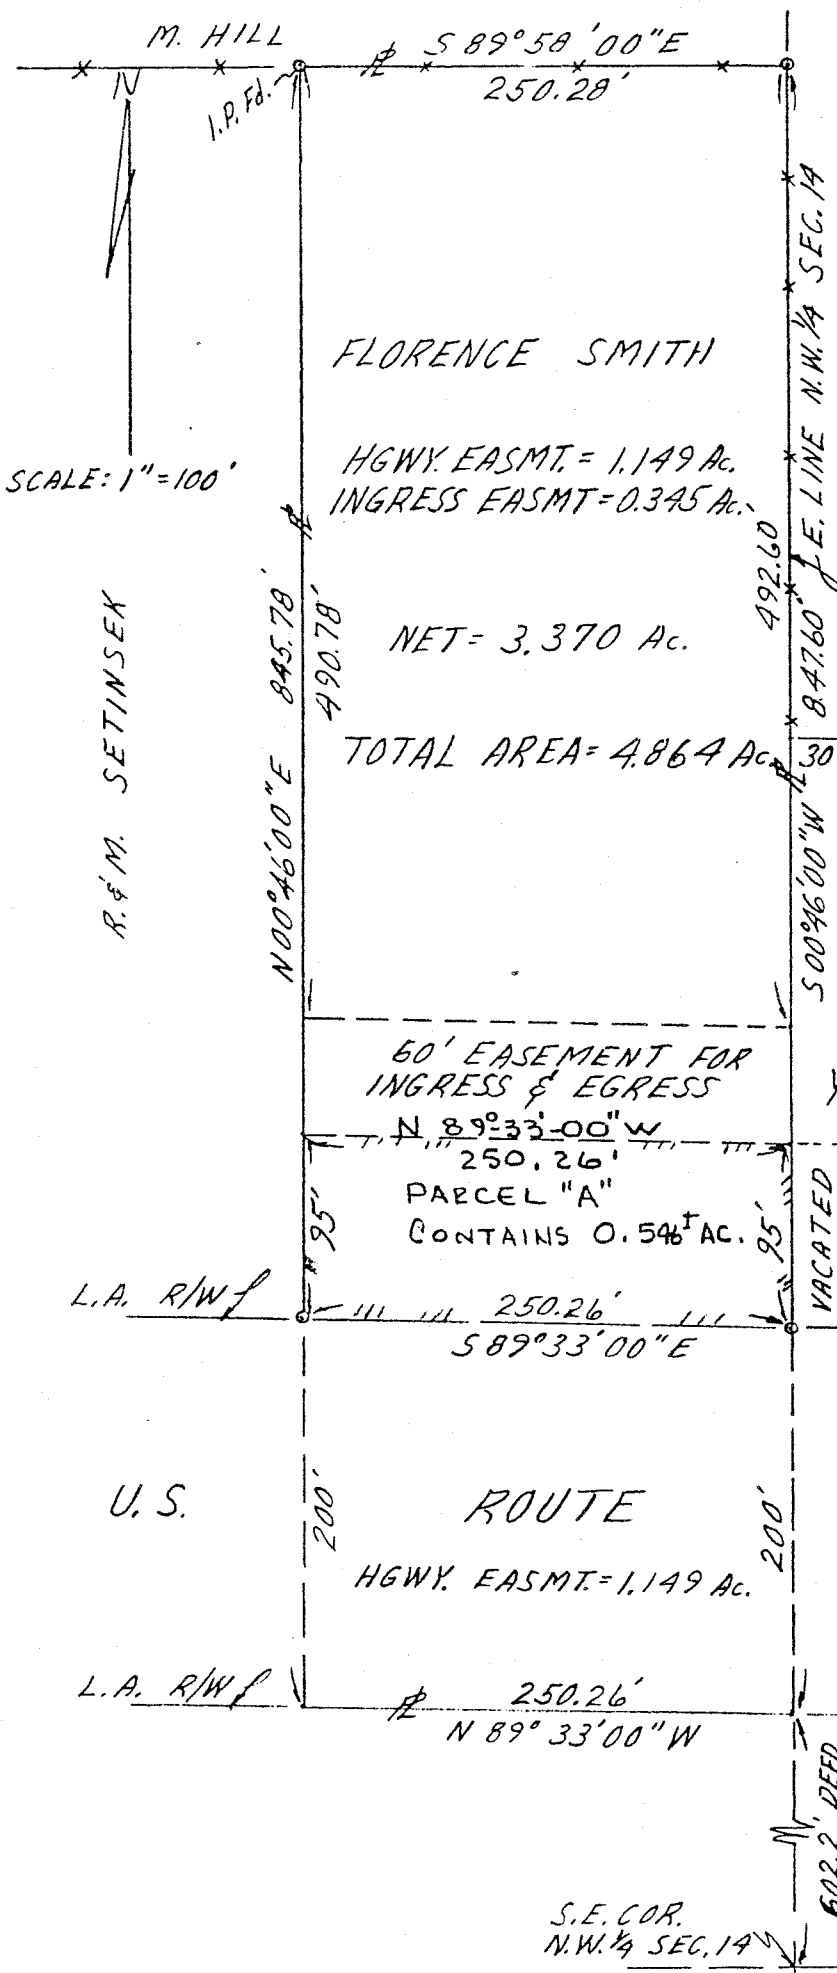 M. HILL
S 89°58'00"E
250.28'
I.P. Fd.
N
SCALE: 1"=100'
FLORENCE SMITH
HGWY. EASMT. = 1.149 Ac.
INGRESS EASMT = 0.345 Ac.
NET = 3.370 Ac.
TOTAL AREA = 4.864 Ac.
R. & M. SETINSEK
N 00°46'00"E 845.78'
490.78'
492.60
E. LINE N.W. 1/4 SEC. 14
S 00°46'00"W 847.60'
30
60' EASEMENT FOR
INGRESS & EGRESS
N 89°-33'-00" W
250.26'
PARCEL "A"
CONTAINS 0.546± AC.
95'
95'
VACATED
L.A. R/W
250.26'
S 89°33'00"E
U.S. ROUTE
200'
200'
HGWY. EASMT. = 1.149 Ac.
L.A. R/W
250.26'
N 89°33'00"W
602.2' DEED
S.E. COR.
N.W. 1/4 SEC. 14